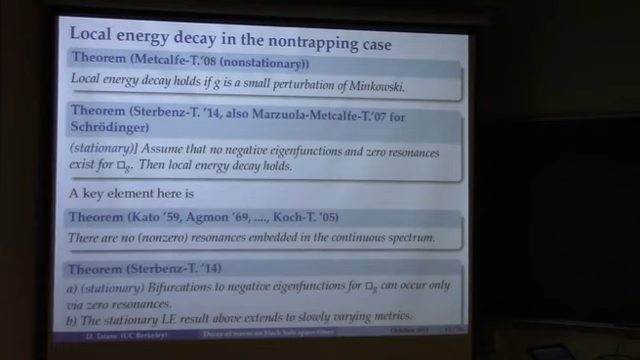 Local energy decay in the nontrapping case
Theorem (Metcalfe-T.'08 (nonstationary))
Local energy decay holds if g is a small perturbation of Minkowski.
Theorem (Sterbenz-T. '14, also Marzuola-Metcalfe-T.'07 for
Schrödinger)
(stationary)] Assume that no negative eigenfunctions and zero resonances
exist for □g. Then local energy decay holds.
A key element here is
Theorem (Kato '59, Agmon '69, ...., Koch-T. '05)
There are no (nonzero) resonances embedded in the continuous spectrum.
Theorem (Sterbenz-T. '14)
a) (stationary) Bifurcations to negative eigenfunctions for □g can occur only
via zero resonances.
b) The stationary LE result above extends to slowly varying metrics.
D. Tataru (UC Berkeley) Decay of waves on black hole spacetimes October